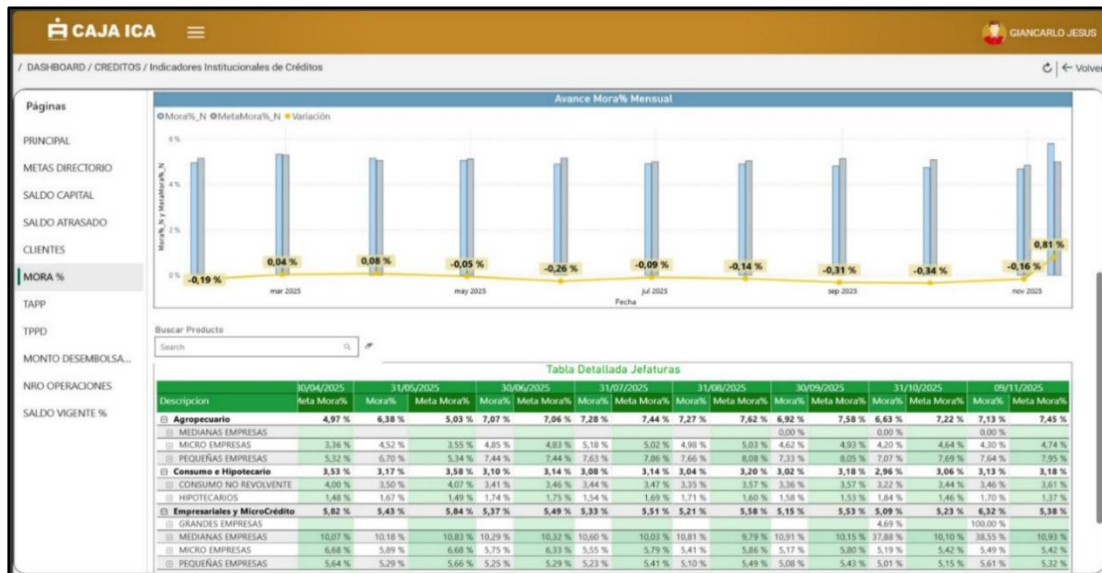 CAJA ICA
GIANCARLO JESUS
/ DASHBOARD / CREDITOS / Indicadores Institucionales de Créditos
← Volver
Páginas
PRINCIPAL
METAS DIRECTORIO
SALDO CAPITAL
SALDO ATRASADO
CLIENTES
MORA %
TAPP
TPPD
MONTO DESEMBOLSA...
NRO OPERACIONES
SALDO VIGENTE %
Avance Mora% Mensual
Mora%_N MetaMora%_N Variación
Mora%_N y MetaMora%_N
6 %
4 %
2 %
0 %
-0,19 % 0,04 % 0,08 % -0,05 % -0,26 % -0,09 % -0,14 % -0,31 % -0,34 % -0,16 % 0,81 %
mar 2025 may 2025 jul 2025 sep 2025 nov 2025
Fecha
Buscar Producto
Search
Tabla Detallada Jefaturas
30/04/2025 31/05/2025 30/06/2025 31/07/2025 31/08/2025 30/09/2025 31/10/2025 09/11/2025
Descripcion Meta Mora% Mora% Meta Mora% Mora% Meta Mora% Mora% Meta Mora% Mora% Meta Mora% Mora% Meta Mora% Mora% Meta Mora% Mora% Meta Mora%
Agropecuario 4,97 % 6,38 % 5,03 % 7,07 % 7,06 % 7,28 % 7,44 % 7,27 % 7,62 % 6,92 % 7,58 % 6,63 % 7,22 % 7,13 % 7,45 %
MEDIANAS EMPRESAS 0,00 % 0,00 % 0,00 %
MICRO EMPRESAS 3,36 % 4,52 % 3,55 % 4,85 % 4,83 % 5,18 % 5,02 % 4,98 % 5,03 % 4,62 % 4,93 % 4,20 % 4,64 % 4,30 % 4,74 %
PEQUEÑAS EMPRESAS 5,32 % 6,70 % 5,34 % 7,44 % 7,44 % 7,63 % 7,86 % 7,66 % 8,08 % 7,33 % 8,05 % 7,07 % 7,69 % 7,64 % 7,95 %
Consumo e Hipotecario 3,53 % 3,17 % 3,58 % 3,10 % 3,14 % 3,08 % 3,14 % 3,04 % 3,20 % 3,02 % 3,18 % 2,96 % 3,06 % 3,13 % 3,18 %
CONSUMO NO REVOLVENTE 4,00 % 3,50 % 4,07 % 3,41 % 3,46 % 3,44 % 3,47 % 3,35 % 3,57 % 3,36 % 3,57 % 3,22 % 3,44 % 3,46 % 3,61 %
HIPOTECARIOS 1,48 % 1,67 % 1,49 % 1,74 % 1,75 % 1,54 % 1,69 % 1,71 % 1,60 % 1,58 % 1,53 % 1,84 % 1,46 % 1,70 % 1,37 %
Empresariales y MicroCrédito 5,82 % 5,43 % 5,84 % 5,37 % 5,49 % 5,33 % 5,51 % 5,21 % 5,58 % 5,15 % 5,53 % 5,09 % 5,23 % 6,32 % 5,38 %
GRANDES EMPRESAS 4,69 % 100,00 %
MEDIANAS EMPRESAS 10,07 % 10,18 % 10,83 % 10,29 % 10,32 % 10,60 % 10,03 % 10,81 % 9,79 % 10,91 % 10,15 % 37,88 % 10,10 % 38,55 % 10,93 %
MICRO EMPRESAS 6,68 % 5,89 % 6,68 % 5,75 % 6,33 % 5,55 % 5,79 % 5,41 % 5,86 % 5,17 % 5,80 % 5,19 % 5,42 % 5,49 % 5,42 %
PEQUEÑAS EMPRESAS 5,64 % 5,29 % 5,66 % 5,25 % 5,29 % 5,23 % 5,41 % 5,10 % 5,49 % 5,08 % 5,43 % 5,01 % 5,15 % 5,61 % 5,32 %